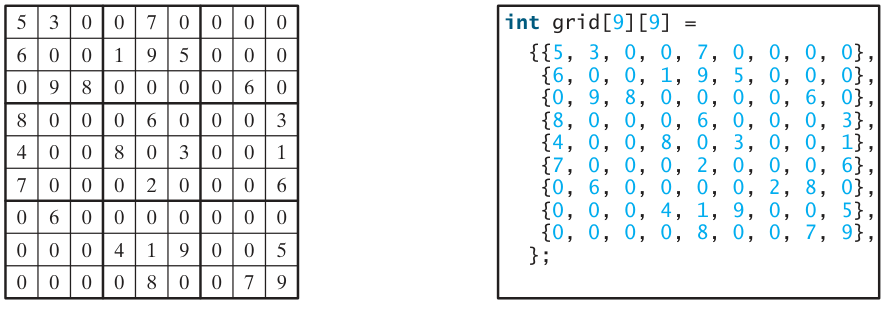 5 3 0 0 7 0 0 0 0
6 0 0 1 9 5 0 0 0
0 9 8 0 0 0 0 6 0
8 0 0 0 6 0 0 0 3
4 0 0 8 0 3 0 0 1
7 0 0 0 2 0 0 0 6
0 6 0 0 0 0 0 0 0
0 0 0 4 1 9 0 0 5
0 0 0 0 8 0 0 7 9
int grid[9][9] =
{{5, 3, 0, 0, 7, 0, 0, 0, 0},
{6, 0, 0, 1, 9, 5, 0, 0, 0},
{0, 9, 8, 0, 0, 0, 0, 6, 0},
{8, 0, 0, 0, 6, 0, 0, 0, 3},
{4, 0, 0, 8, 0, 3, 0, 0, 1},
{7, 0, 0, 0, 2, 0, 0, 0, 6},
{0, 6, 0, 0, 0, 0, 2, 8, 0},
{0, 0, 0, 4, 1, 9, 0, 0, 5},
{0, 0, 0, 0, 8, 0, 0, 7, 9},
};